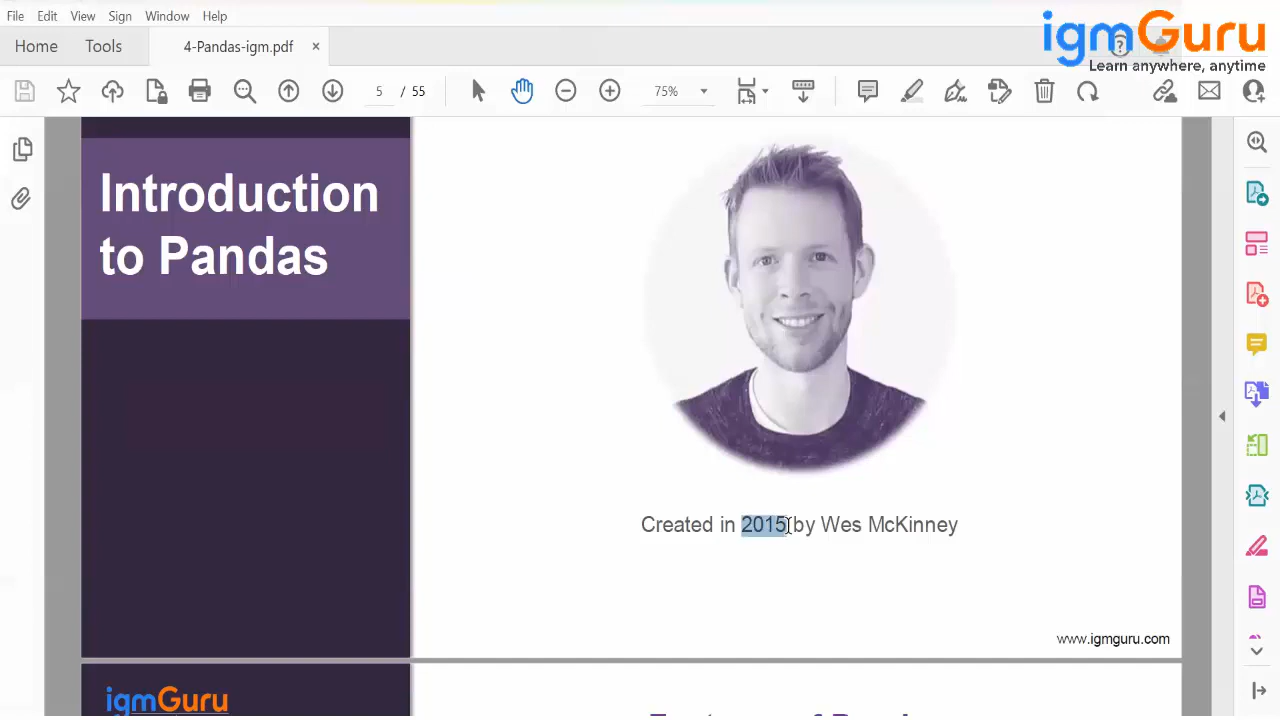 File Edit View Sign Window Help
igmGuru
Learn anywhere, anytime
Home Tools 4-Pandas-igm.pdf ×
5 / 55 75%
Introduction
to Pandas
Created in 2015 by Wes McKinney
www.igmguru.com
igmGuru